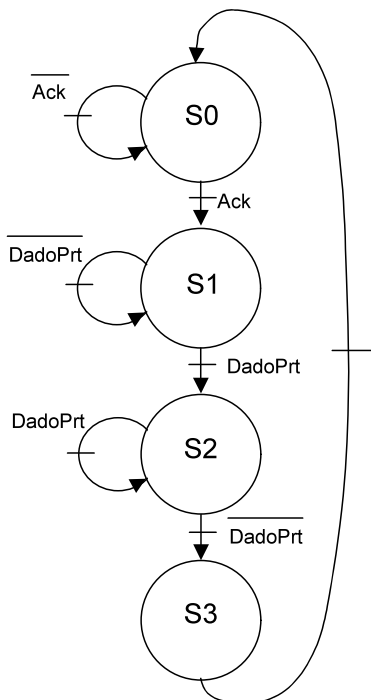 Ack
S0
Ack
DadoPrt
S1
DadoPrt
DadoPrt
S2
DadoPrt
S3